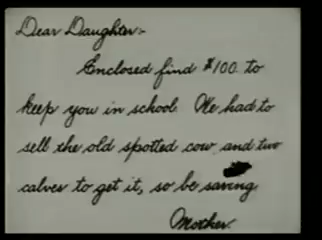 Dear Daughter:-
Enclosed find $100 to
keep you in school. We had to
sell the old spotted cow and two
calves to get it, so be saving.
Mother.